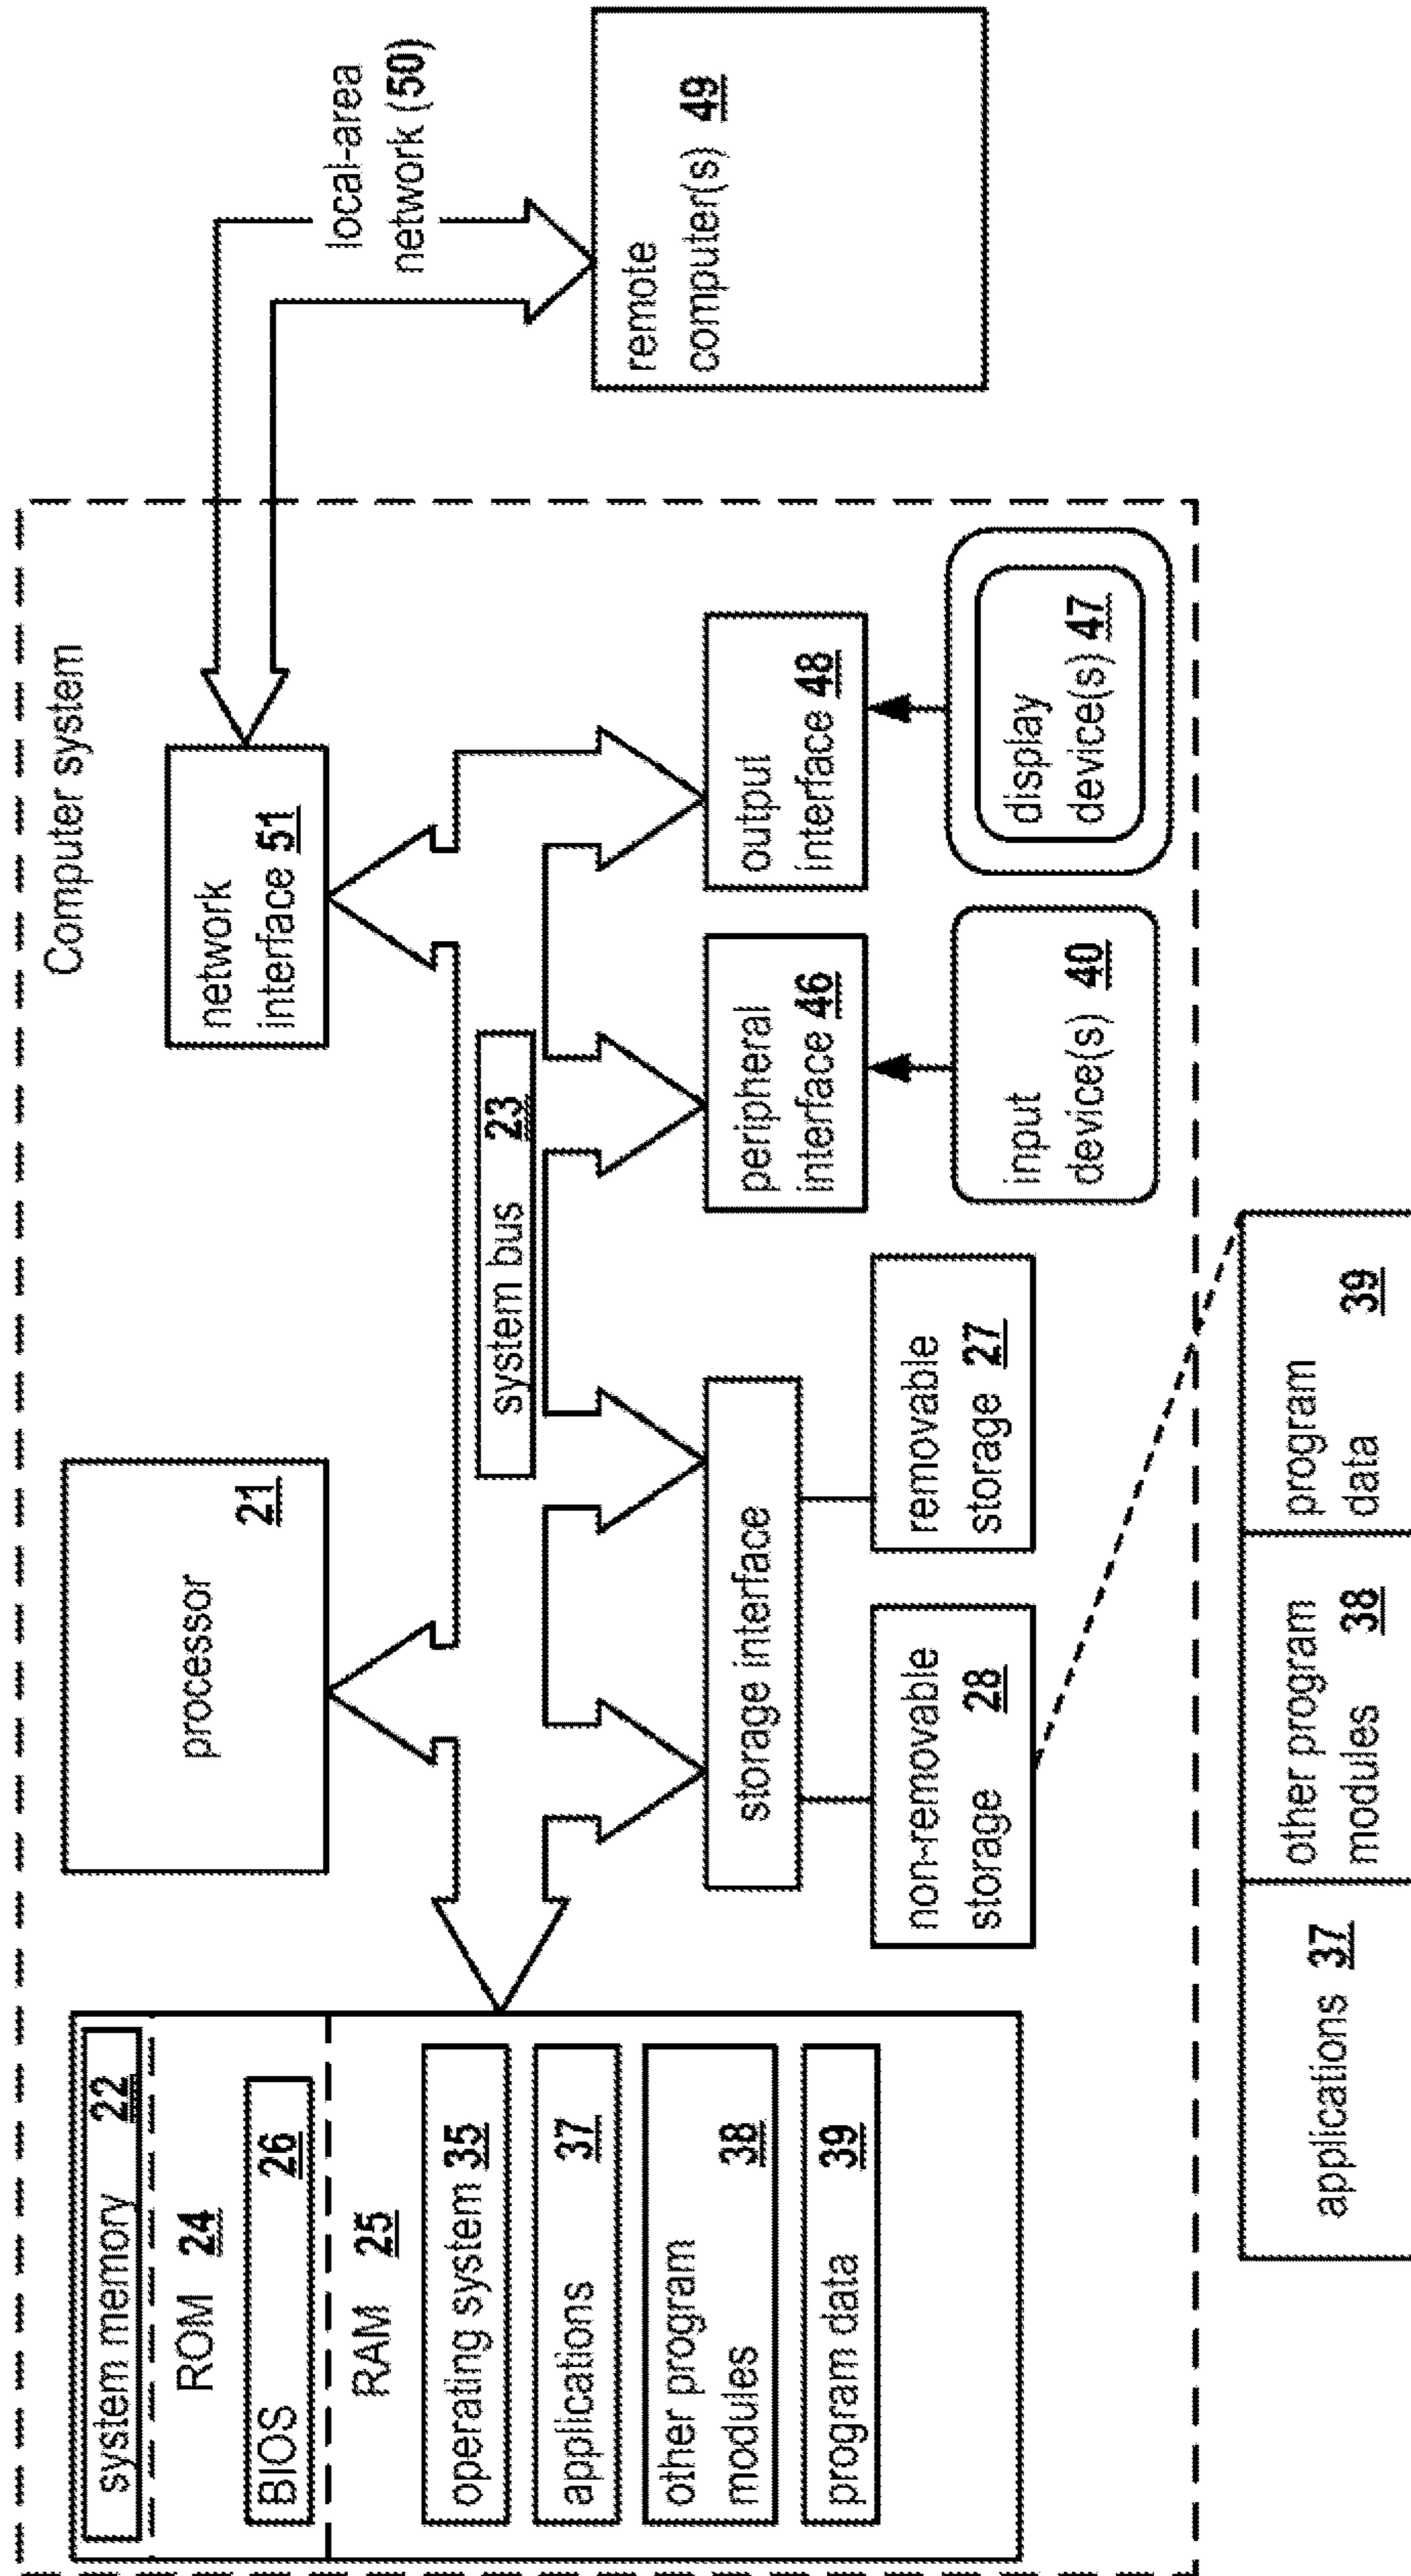 Computer system
system memory 22
ROM 24
BIOS 26
RAM 25
operating system 35
applications 37
other program
modules 38
program data 39
processor 21
network
interface 51
local-area
network (50)
system bus 23
storage interface
peripheral
interface 46
output
interface 48
remote
computer(s) 49
non-removable
storage 28
removable
storage 27
input
device(s) 40
display
device(s) 47
applications 37
other program
modules 38
program
data 39